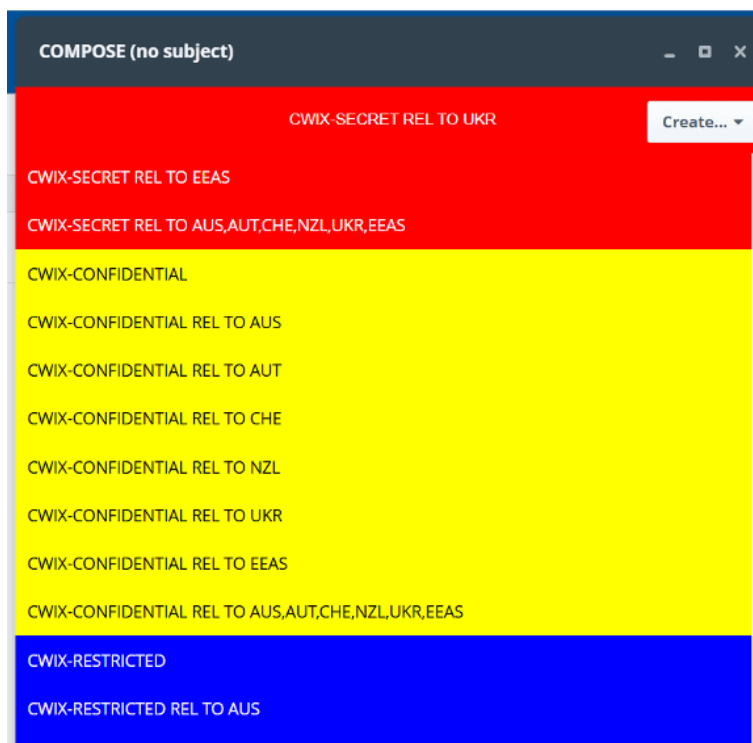 COMPOSE (no subject)
CWIX-SECRET REL TO UKR
Create...
CWIX-SECRET REL TO EEAS
CWIX-SECRET REL TO AUS,AUT,CHE,NZL,UKR,EEAS
CWIX-CONFIDENTIAL
CWIX-CONFIDENTIAL REL TO AUS
CWIX-CONFIDENTIAL REL TO AUT
CWIX-CONFIDENTIAL REL TO CHE
CWIX-CONFIDENTIAL REL TO NZL
CWIX-CONFIDENTIAL REL TO UKR
CWIX-CONFIDENTIAL REL TO EEAS
CWIX-CONFIDENTIAL REL TO AUS,AUT,CHE,NZL,UKR,EEAS
CWIX-RESTRICTED
CWIX-RESTRICTED REL TO AUS